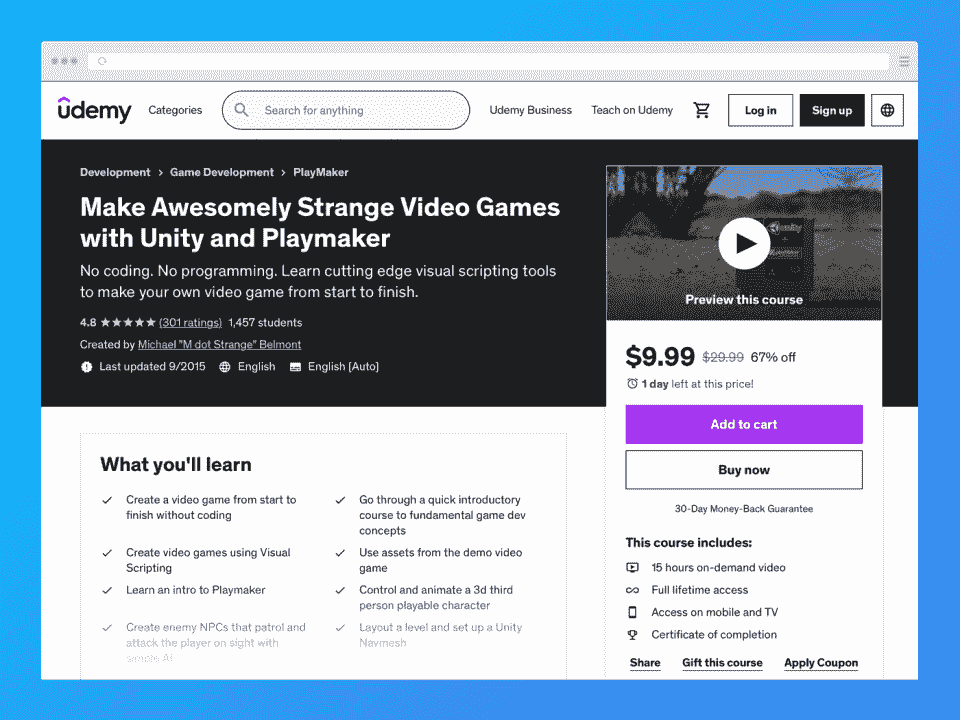 udemy
Categories
Search for anything
Udemy Business
Teach on Udemy
Log in
Sign up
Development > Game Development > PlayMaker
Make Awesomely Strange Video Games
with Unity and Playmaker
No coding. No programming. Learn cutting edge visual scripting tools
to make your own video game from start to finish.
4.8 ★★★★★ (301 ratings) 1,457 students
Created by Michael "M dot Strange" Belmont
Last updated 9/2015
English
English [Auto]
unity
Preview this course
$9.99 $29.99 67% off
1 day left at this price!
Add to cart
Buy now
30-Day Money-Back Guarantee
This course includes:
15 hours on-demand video
Full lifetime access
Access on mobile and TV
Certificate of completion
Share
Gift this course
Apply Coupon
What you'll learn
Create a video game from start to
finish without coding
Go through a quick introductory
course to fundamental game dev
concepts
Create video games using Visual
Scripting
Use assets from the demo video
game
Learn an intro to Playmaker
Control and animate a 3d third
person playable character
Create enemy NPCs that patrol and
attack the player on sight with
simple AI
Layout a level and set up a Unity
Navmesh